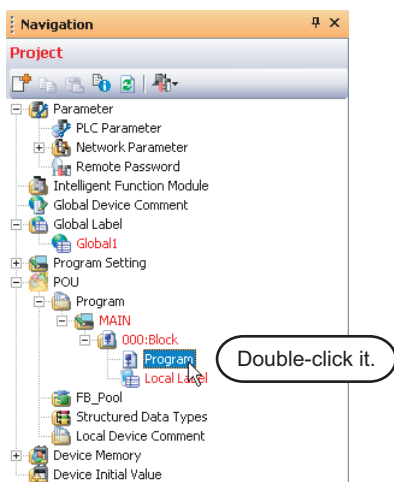 Navigation
Project
Parameter
PLC Parameter
Network Parameter
Remote Password
Intelligent Function Module
Global Device Comment
Global Label
Global1
Program Setting
POU
Program
MAIN
000:Block
Program
Double-click it.
Local Label
FB_Pool
Structured Data Types
Local Device Comment
Device Memory
Device Initial Value